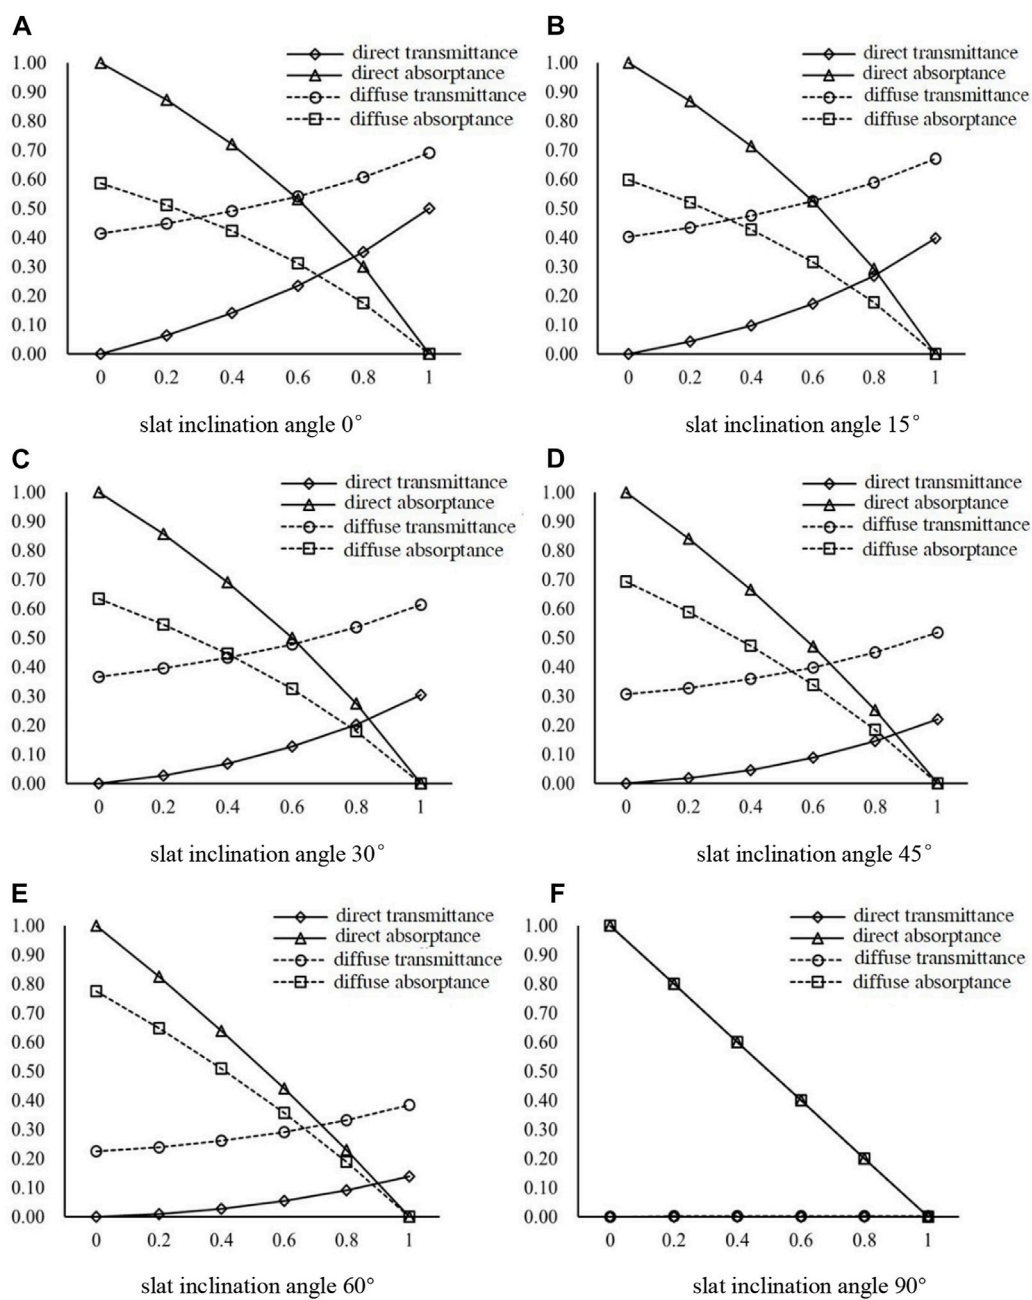 A
direct transmittance
direct absorptance
diffuse transmittance
diffuse absorptance
1.00
0.90
0.80
0.70
0.60
0.50
0.40
0.30
0.20
0.10
0.00
0 0.2 0.4 0.6 0.8 1
slat inclination angle 0°
B
direct transmittance
direct absorptance
diffuse transmittance
diffuse absorptance
1.00
0.90
0.80
0.70
0.60
0.50
0.40
0.30
0.20
0.10
0.00
0 0.2 0.4 0.6 0.8 1
slat inclination angle 15°
C
direct transmittance
direct absorptance
diffuse transmittance
diffuse absorptance
1.00
0.90
0.80
0.70
0.60
0.50
0.40
0.30
0.20
0.10
0.00
0 0.2 0.4 0.6 0.8 1
slat inclination angle 30°
D
direct transmittance
direct absorptance
diffuse transmittance
diffuse absorptance
1.00
0.90
0.80
0.70
0.60
0.50
0.40
0.30
0.20
0.10
0.00
0 0.2 0.4 0.6 0.8 1
slat inclination angle 45°
E
direct transmittance
direct absorptance
diffuse transmittance
diffuse absorptance
1.00
0.90
0.80
0.70
0.60
0.50
0.40
0.30
0.20
0.10
0.00
0 0.2 0.4 0.6 0.8 1
slat inclination angle 60°
F
direct transmittance
direct absorptance
diffuse transmittance
diffuse absorptance
1.00
0.90
0.80
0.70
0.60
0.50
0.40
0.30
0.20
0.10
0.00
0 0.2 0.4 0.6 0.8 1
slat inclination angle 90°